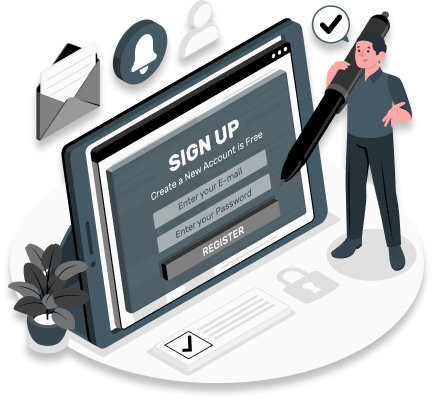 SIGN UP
Create a New Account is Free
Enter your E-mail
Enter your Password
REGISTER